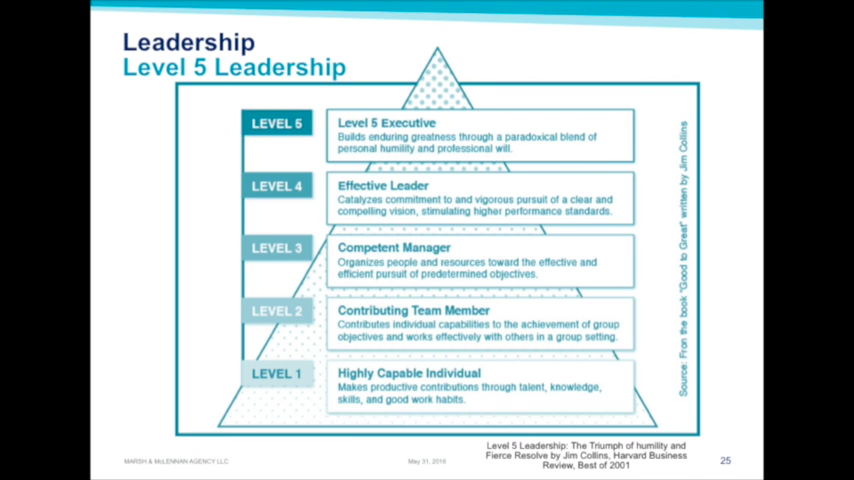 Leadership
Level 5 Leadership
LEVEL 5
Level 5 Executive
Builds enduring greatness through a paradoxical blend of
personal humility and professional will.
LEVEL 4
Effective Leader
Catalyzes commitment to and vigorous pursuit of a clear and
compelling vision, stimulating higher performance standards.
LEVEL 3
Competent Manager
Organizes people and resources toward the effective and
efficient pursuit of predetermined objectives.
LEVEL 2
Contributing Team Member
Contributes individual capabilities to the achievement of group
objectives and works effectively with others in a group setting.
LEVEL 1
Highly Capable Individual
Makes productive contributions through talent, knowledge,
skills, and good work habits.
Source: Fron the book "Good to Great" written by Jim Collins
Level 5 Leadership: The Triumph of humility and
Fierce Resolve by Jim Collins, Harvard Business
Review, Best of 2001
MARSH & McLENNAN AGENCY LLC
May 31, 2016
25